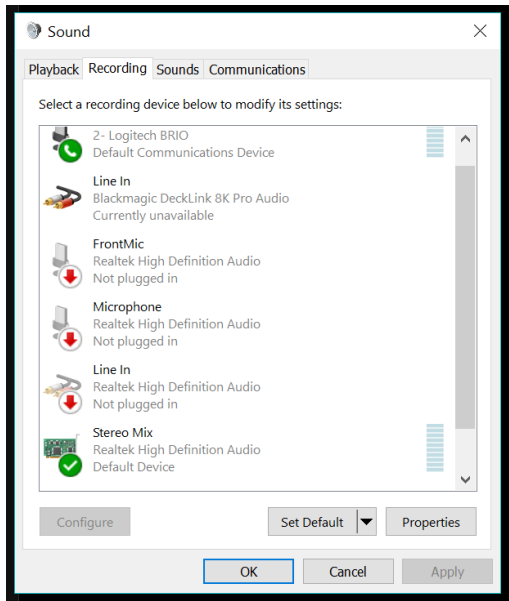 Sound
Playback Recording Sounds Communications
Select a recording device below to modify its settings:
2- Logitech BRIO
Default Communications Device
Line In
Blackmagic DeckLink 8K Pro Audio
Currently unavailable
FrontMic
Realtek High Definition Audio
Not plugged in
Microphone
Realtek High Definition Audio
Not plugged in
Line In
Realtek High Definition Audio
Not plugged in
Stereo Mix
Realtek High Definition Audio
Default Device
Configure Set Default Properties
OK Cancel Apply